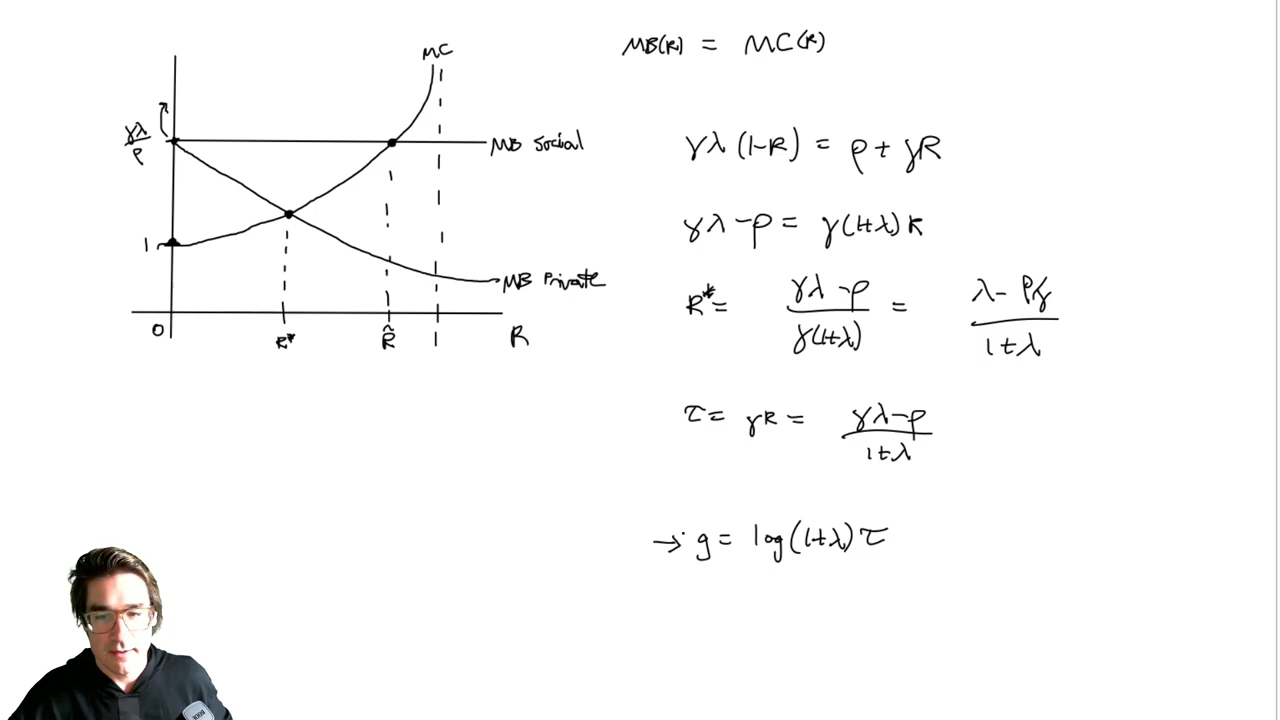 MC
γλ/ρ
MB Social
1
MB Private
0
R* R̃ 1 R
MB(R) = MC(R)
γλ(1-R) = ρ + γR
γλ - ρ = γ(1+λ)R
R* = (γλ - ρ)/(γ(1+λ)) = (λ - ρ/γ)/(1+λ)
τ = γR = (γλ - ρ)/(1+λ)
→ g = log(1+λ)τ